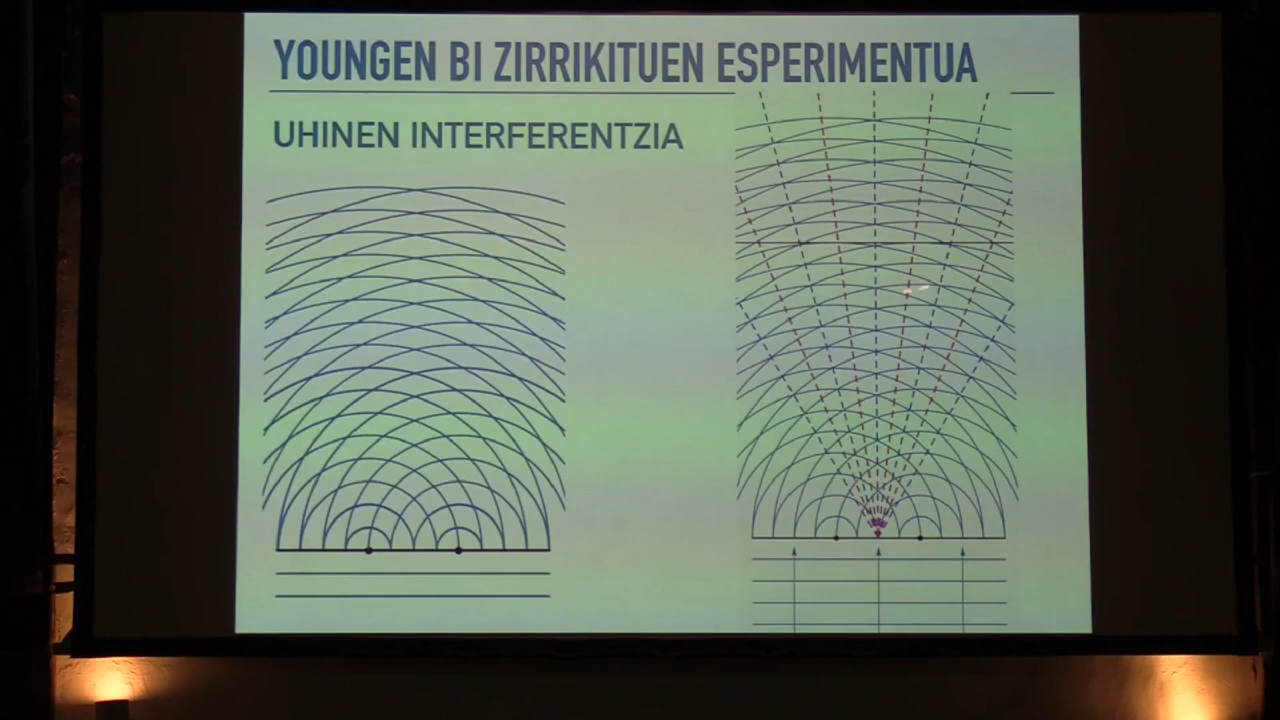 YOUNGEN BI ZIRRIKITUEN ESPERIMENTUA
UHINEN INTERFERENTZIA